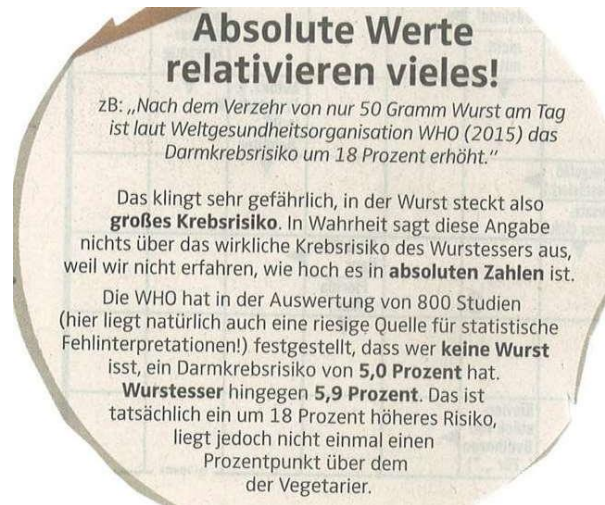 Absolute Werte
relativieren vieles!
zB: „Nach dem Verzehr von nur 50 Gramm Wurst am Tag
ist laut Weltgesundheitsorganisation WHO (2015) das
Darmkrebsrisiko um 18 Prozent erhöht.“
Das klingt sehr gefährlich, in der Wurst steckt also
großes Krebsrisiko. In Wahrheit sagt diese Angabe
nichts über das wirkliche Krebsrisiko des Wurstessers aus,
weil wir nicht erfahren, wie hoch es in absoluten Zahlen ist.
Die WHO hat in der Auswertung von 800 Studien
(hier liegt natürlich auch eine riesige Quelle für statistische
Fehlinterpretationen!) festgestellt, dass wer keine Wurst
isst, ein Darmkrebsrisiko von 5,0 Prozent hat.
Wurstesser hingegen 5,9 Prozent. Das ist
tatsächlich ein um 18 Prozent höheres Risiko,
liegt jedoch nicht einmal einen
Prozentpunkt über dem
der Vegetarier.